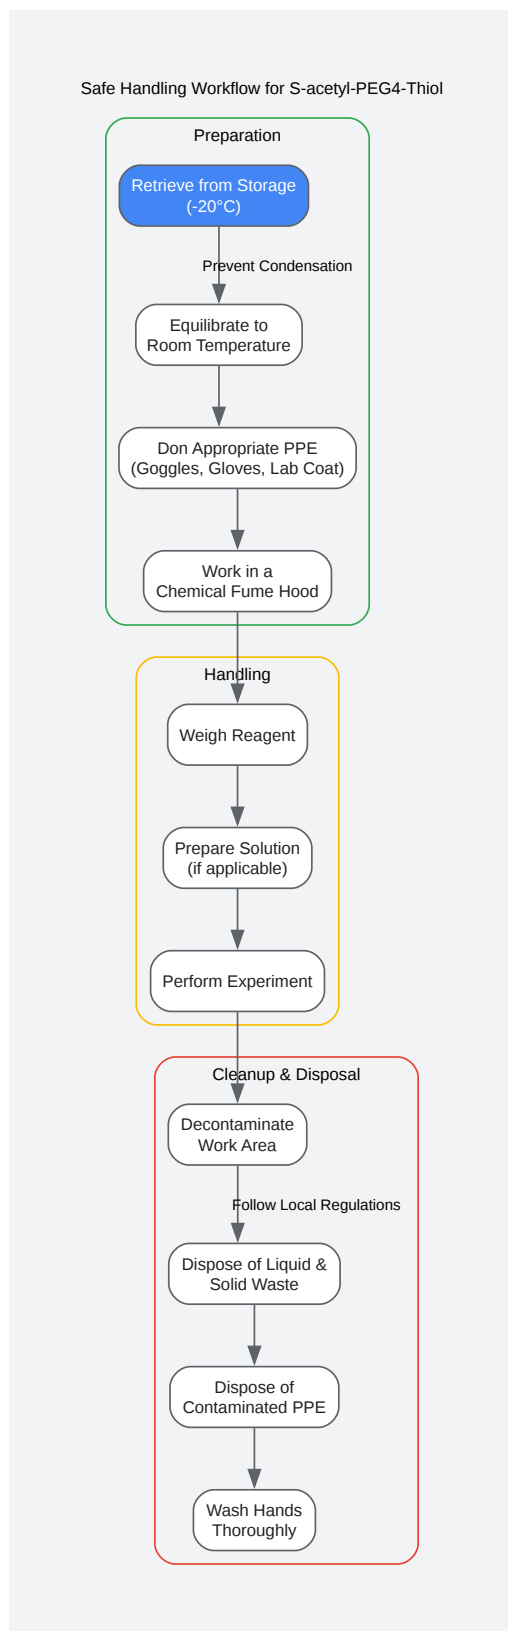 Safe Handling Workflow for S-acetyl-PEG4-Thiol
Preparation
Retrieve from Storage
(-20°C)
Prevent Condensation
Equilibrate to
Room Temperature
Don Appropriate PPE
(Goggles, Gloves, Lab Coat)
Work in a
Chemical Fume Hood
Handling
Weigh Reagent
Prepare Solution
(if applicable)
Perform Experiment
Cleanup & Disposal
Decontaminate
Work Area
Follow Local Regulations
Dispose of Liquid &
Solid Waste
Dispose of
Contaminated PPE
Wash Hands
Thoroughly